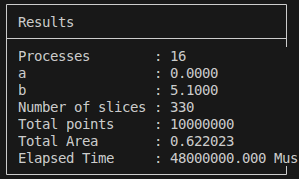 Results
Processes : 16
a : 0.0000
b : 5.1000
Number of slices : 330
Total points : 10000000
Total Area : 0.622023
Elapsed Time : 48000000.000 Mus